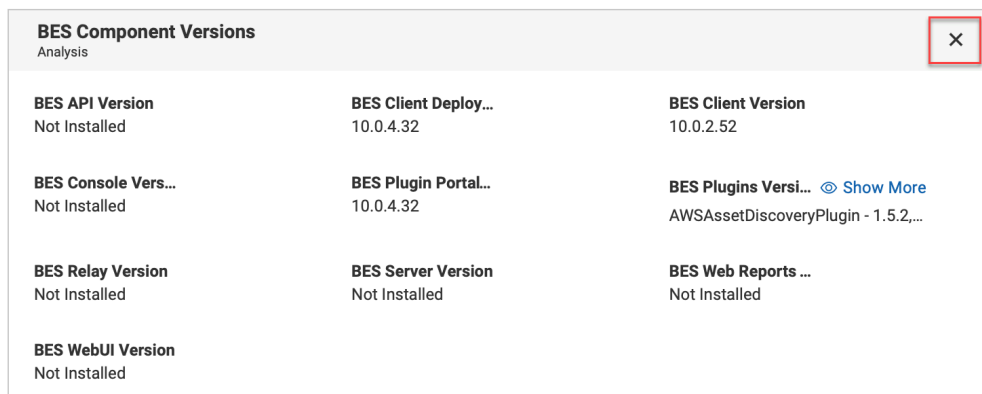 BES Component Versions
Analysis
BES API Version
Not Installed
BES Client Deploy...
10.0.4.32
BES Client Version
10.0.2.52
BES Console Vers...
Not Installed
BES Plugin Portal...
10.0.4.32
BES Plugins Versi... Show More
AWSAssetDiscoveryPlugin - 1.5.2,...
BES Relay Version
Not Installed
BES Server Version
Not Installed
BES Web Reports ...
Not Installed
BES WebUI Version
Not Installed